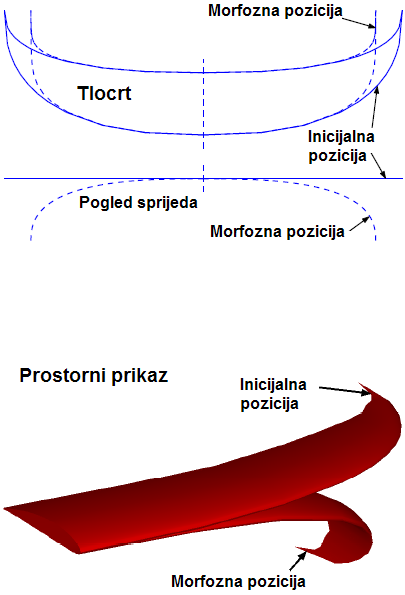 Morfozna pozicija
Tlocrt
Inicijalna
pozicija
Pogled sprijeda
Morfozna pozicija
Prostorni prikaz
Inicijalna
pozicija
Morfozna pozicija